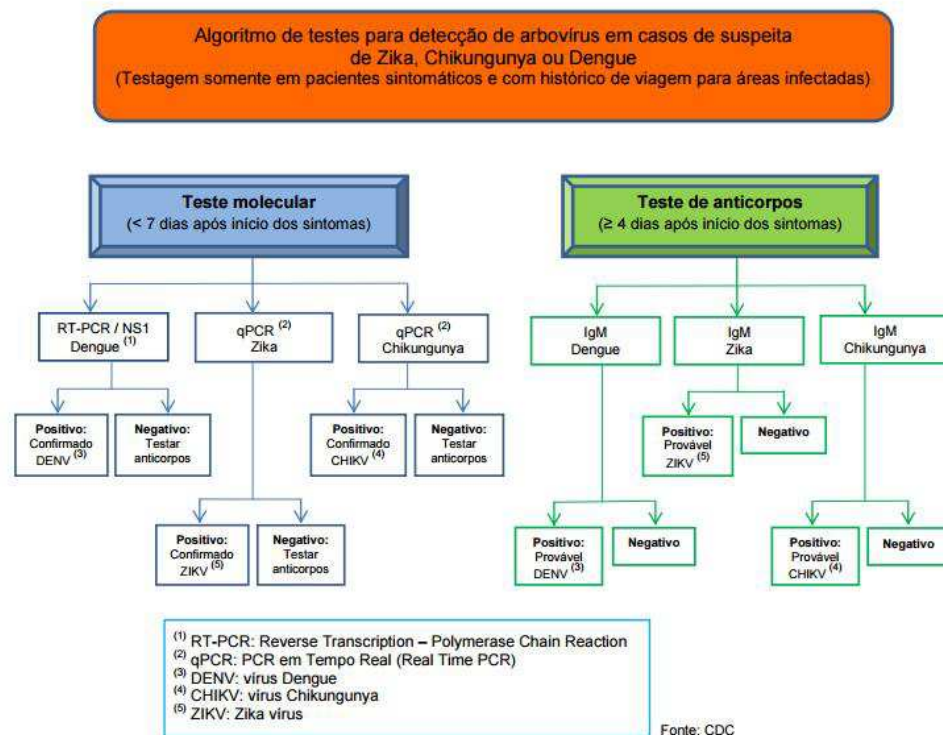 Algoritmo de testes para detecção de arbovírus em casos de suspeita
de Zika, Chikungunya ou Dengue
(Testagem somente em pacientes sintomáticos e com histórico de viagem para áreas infectadas)
Teste molecular
(< 7 dias após início dos sintomas)
Teste de anticorpos
(≥ 4 dias após início dos sintomas)
RT-PCR / NS1
Dengue (1)
qPCR (2)
Zika
qPCR (2)
Chikungunya
IgM
Dengue
IgM
Zika
IgM
Chikungunya
Positivo:
Confirmado
DENV (3)
Negativo:
Testar
anticorpos
Positivo:
Confirmado
CHIKV (4)
Negativo:
Testar
anticorpos
Positivo:
Provável
ZIKV (5)
Negativo
Positivo:
Confirmado
ZIKV (5)
Negativo:
Testar
anticorpos
Positivo:
Provável
DENV (3)
Negativo
Positivo:
Provável
CHIKV (4)
Negativo
(1) RT-PCR: Reverse Transcription – Polymerase Chain Reaction
(2) qPCR: PCR em Tempo Real (Real Time PCR)
(3) DENV: vírus Dengue
(4) CHIKV: vírus Chikungunya
(5) ZIKV: Zika vírus
Fonte: CDC